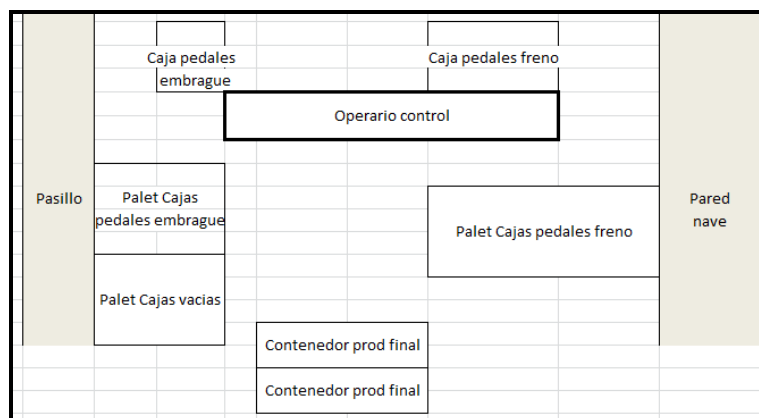 Caja pedales
embrague
Caja pedales freno
Operario control
Pasillo
Palet Cajas
pedales embrague
Palet Cajas pedales freno
Pared
nave
Palet Cajas vacias
Contenedor prod final
Contenedor prod final